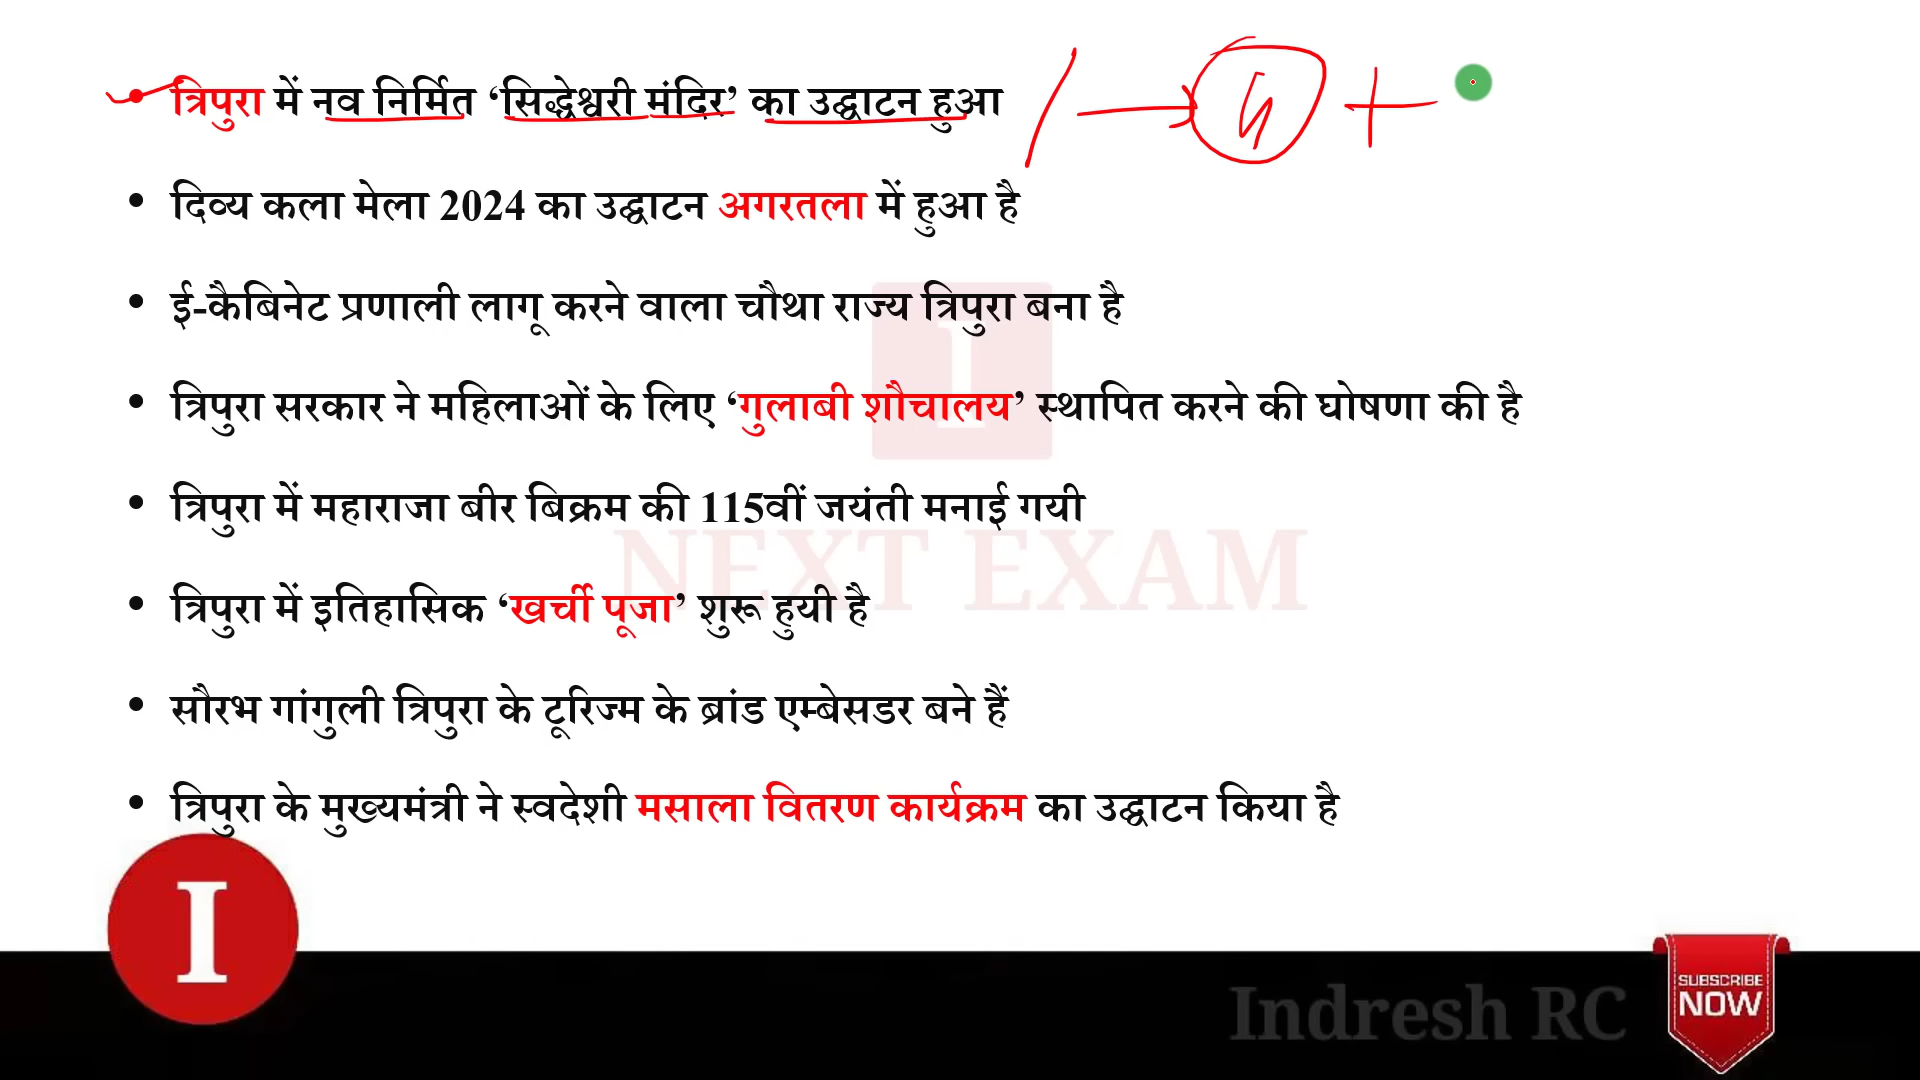 • त्रिपुरा में नव निर्मित ‘सिद्धेश्वरी मंदिर’ का उद्घाटन हुआ
• दिव्य कला मेला 2024 का उद्घाटन अगरतला में हुआ है
• ई-कैबिनेट प्रणाली लागू करने वाला चौथा राज्य त्रिपुरा बना है
• त्रिपुरा सरकार ने महिलाओं के लिए ‘गुलाबी शौचालय’ स्थापित करने की घोषणा की है
• त्रिपुरा में महाराजा बीर बिक्रम की 115वीं जयंती मनाई गयी
• त्रिपुरा में इतिहासिक ‘खर्ची पूजा’ शुरू हुयी है
• सौरभ गांगुली त्रिपुरा के टूरिज्म के ब्रांड एम्बेसडर बने हैं
• त्रिपुरा के मुख्यमंत्री ने स्वदेशी मसाला वितरण कार्यक्रम का उद्घाटन किया है
I
NEXT EXAM
I
Indresh RC
SUBSCRIBE
NOW